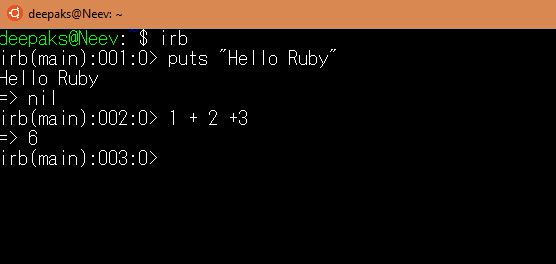 deepaks@Neev: ~
deepaks@Neev:~$ irb
irb(main):001:0> puts "Hello Ruby"
Hello Ruby
=> nil
irb(main):002:0> 1 + 2 +3
=> 6
irb(main):003:0>